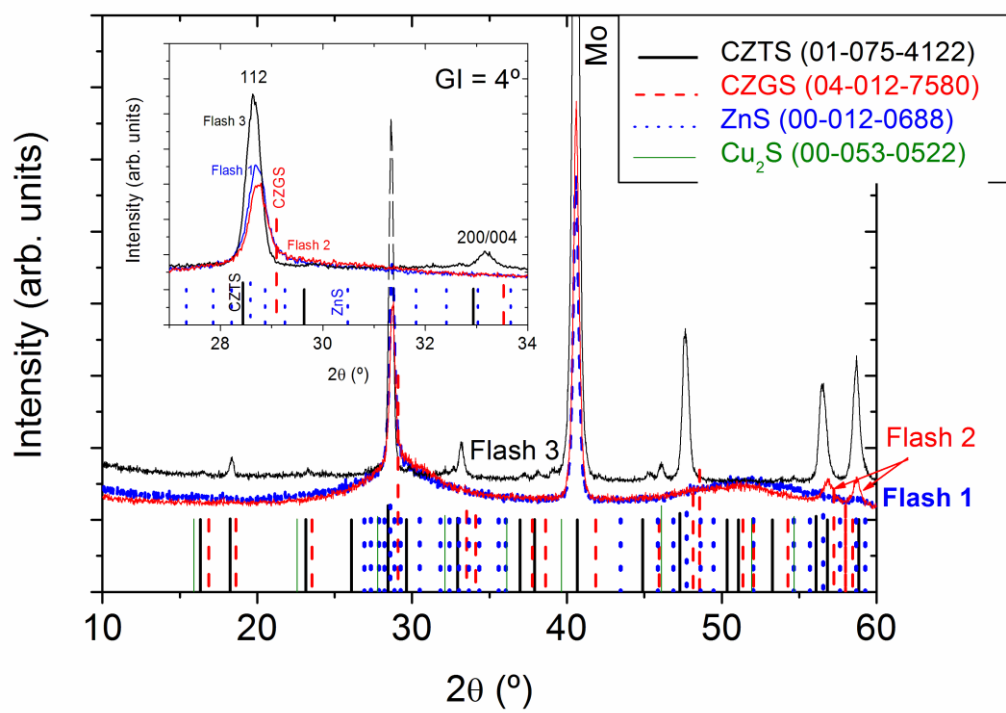 Mo
CZTS (01-075-4122)
CZGS (04-012-7580)
ZnS (00-012-0688)
Cu₂S (00-053-0522)
GI = 4º
112
Flash 3
Flash 1
CZGS
Flash 2
200/004
CZTS
ZnS
Intensity (arb. units)
28 30 32 34
2θ (º)
Intensity (arb. units)
Flash 3
Flash 2
Flash 1
10 20 30 40 50 60
2θ (º)